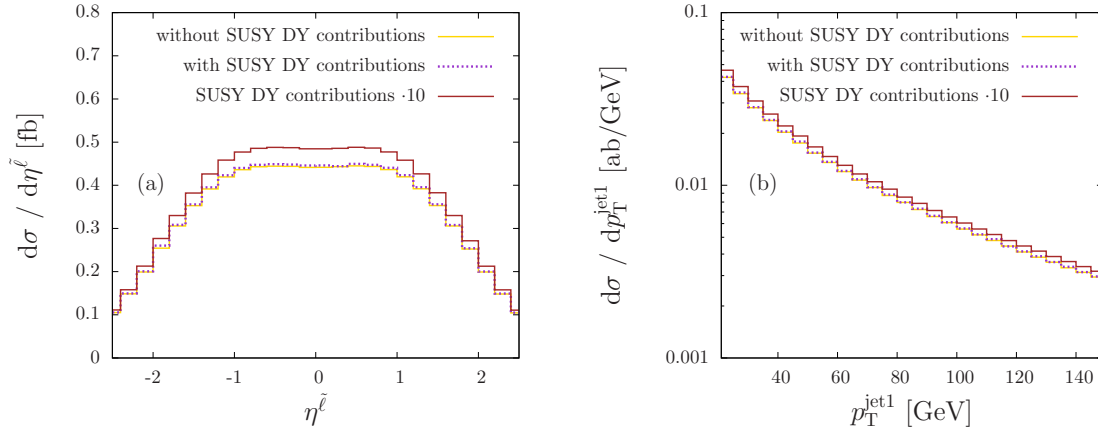 dσ / dη^ℓ̃ [fb]
0.8
0.7
0.6
0.5
0.4
0.3
0.2
0.1
0
without SUSY DY contributions
with SUSY DY contributions
SUSY DY contributions ·10
(a)
-2 -1 0 1 2
η^ℓ̃
dσ / dp_T^jet1 [ab/GeV]
0.1
0.01
0.001
without SUSY DY contributions
with SUSY DY contributions
SUSY DY contributions ·10
(b)
40 60 80 100 120 140
p_T^jet1 [GeV]